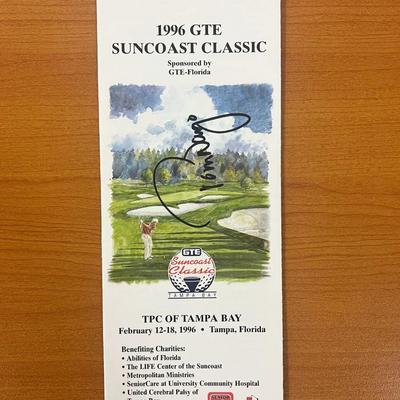 1996 GTE
SUNCOAST CLASSIC
Sponsored by
GTE-Florida
GTE
Suncoast
Classic
TAMPA BAY
TPC OF TAMPA BAY
February 12-18, 1996 • Tampa, Florida
Benefiting Charities:
• Abilities of Florida
• The LIFE Center of the Suncoast
• Metropolitan Ministries
• SeniorCare at University Community Hospital
• United Cerebral Palsy of
SENIOR